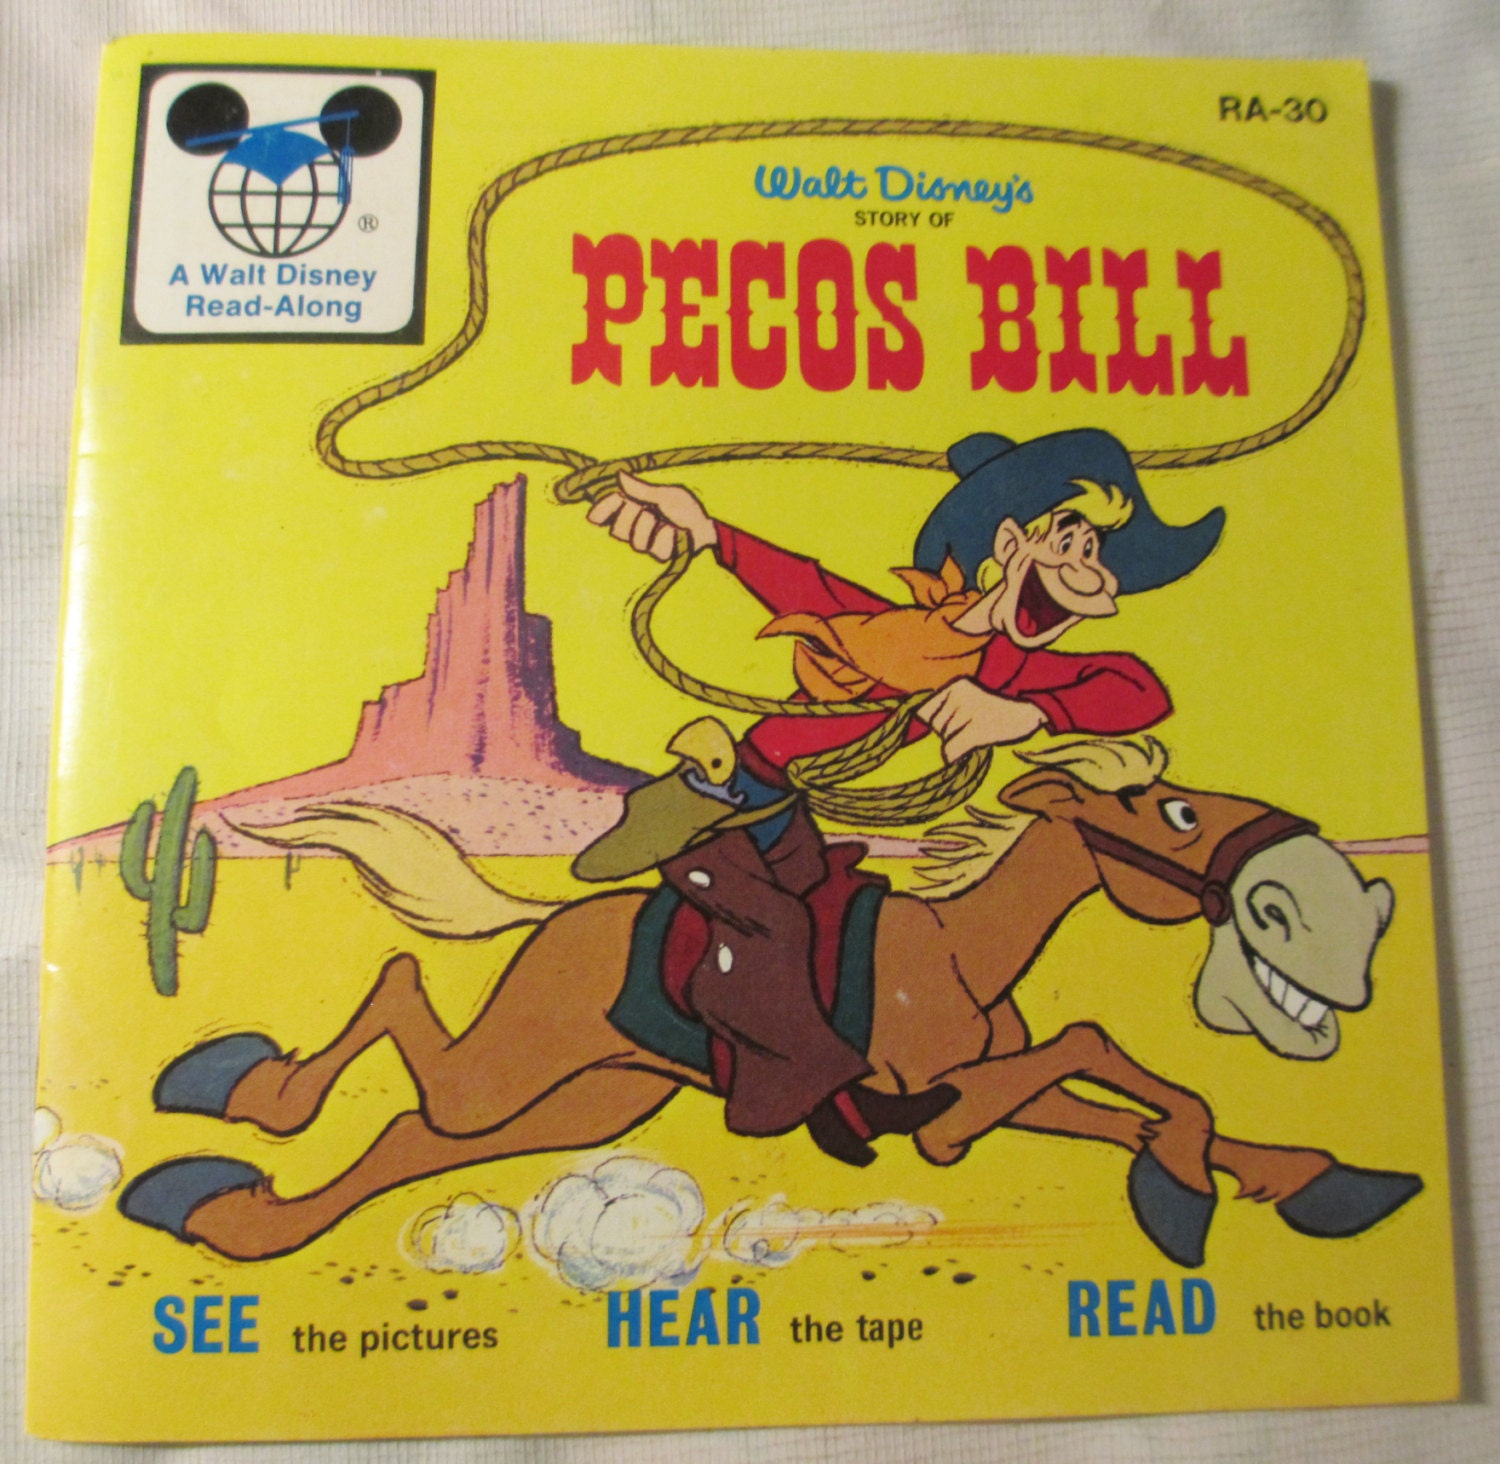 RA-30
®
A Walt Disney
Read-Along
Walt Disney's
STORY OF
PECOS BILL
SEE the pictures HEAR the tape READ the book